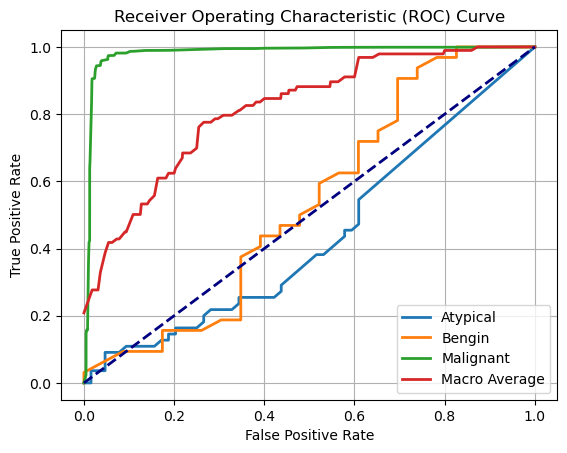 Receiver Operating Characteristic (ROC) Curve
True Positive Rate
1.0
0.8
0.6
0.4
0.2
0.0
Atypical
Bengin
Malignant
Macro Average
0.0 0.2 0.4 0.6 0.8 1.0
False Positive Rate